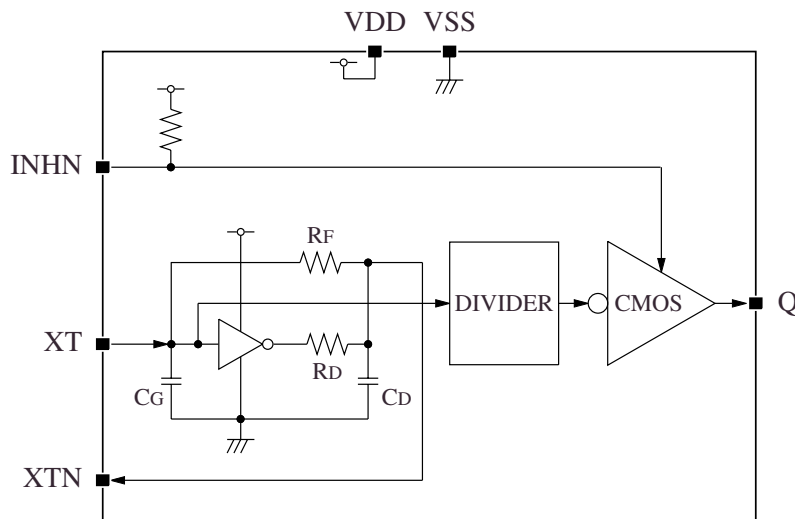 VDD VSS
INHN
RF
DIVIDER
CMOS
Q
XT
RD
CG
CD
XTN